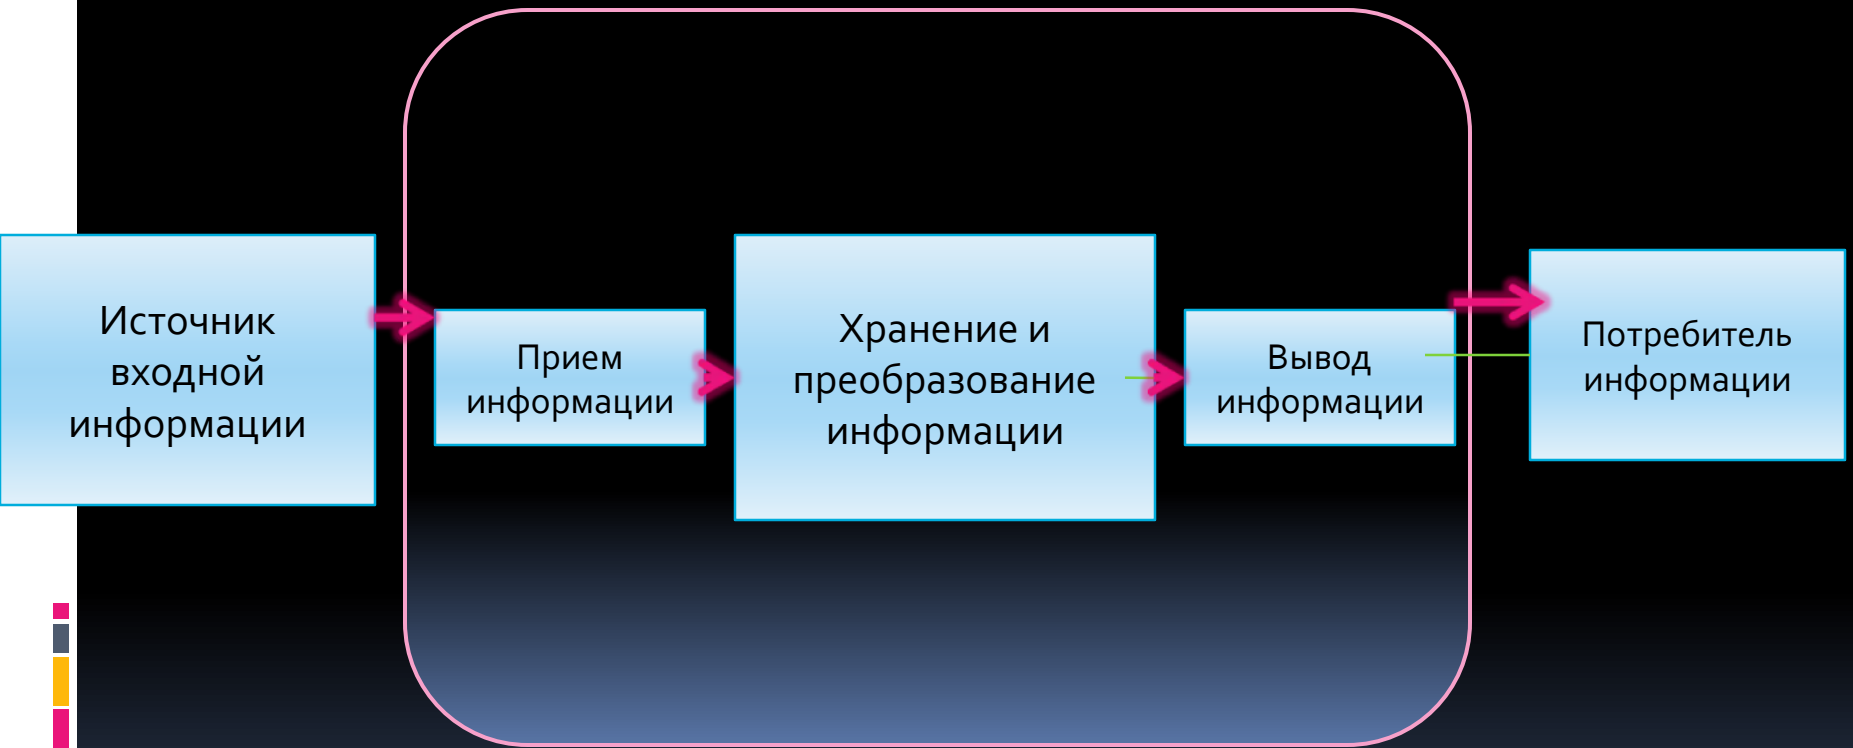 Источник
входной
информации
Прием
информации
Хранение и
преобразование
информации
Вывод
информации
Потребитель
информации